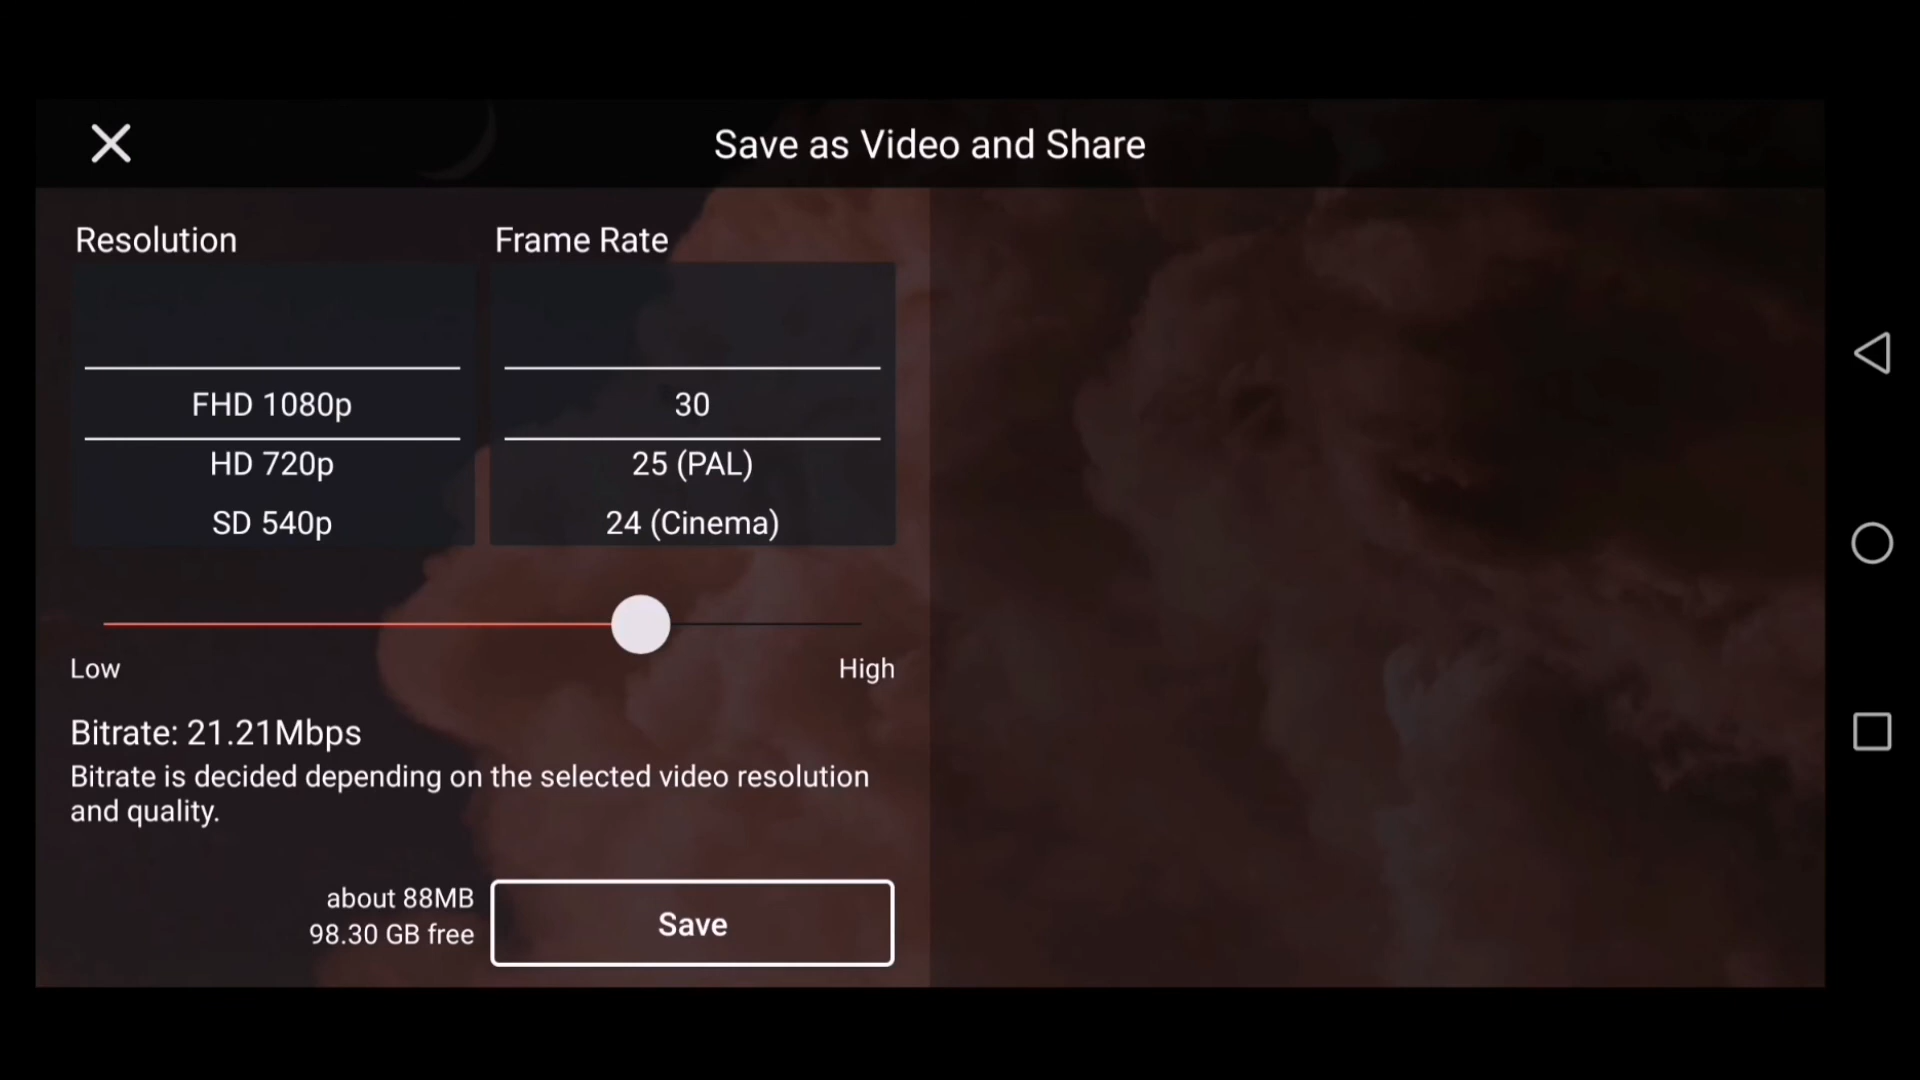 Save as Video and Share
Resolution
Frame Rate
FHD 1080p
HD 720p
SD 540p
30
25 (PAL)
24 (Cinema)
Low
High
Bitrate: 21.21Mbps
Bitrate is decided depending on the selected video resolution
and quality.
about 88MB
98.30 GB free
Save